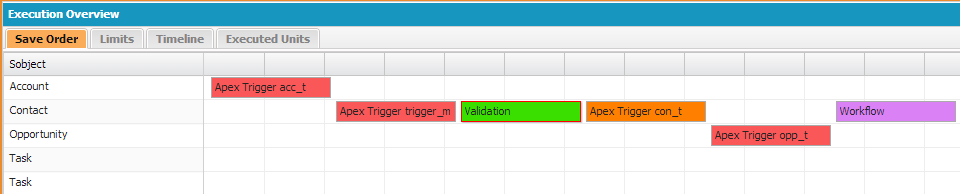 Execution Overview
Save Order Limits Timeline Executed Units
Sobject
Account Apex Trigger acc_t
Contact Apex Trigger trigger_m Validation Apex Trigger con_t Workflow
Opportunity Apex Trigger opp_t
Task
Task